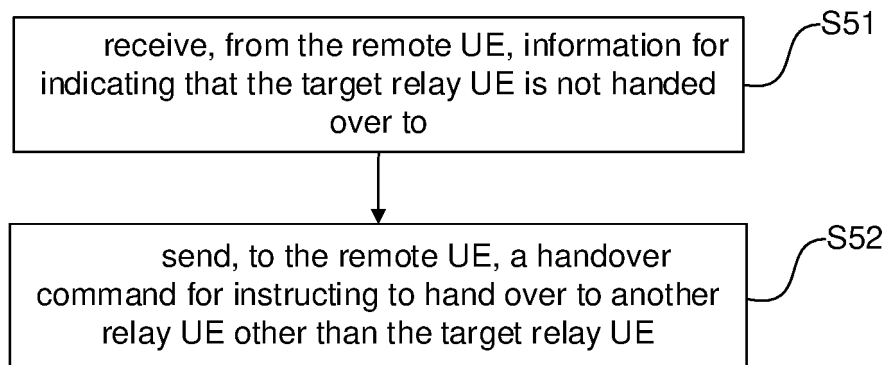 receive, from the remote UE, information for
indicating that the target relay UE is not handed
over to
S51
send, to the remote UE, a handover
command for instructing to hand over to another
relay UE other than the target relay UE
S52